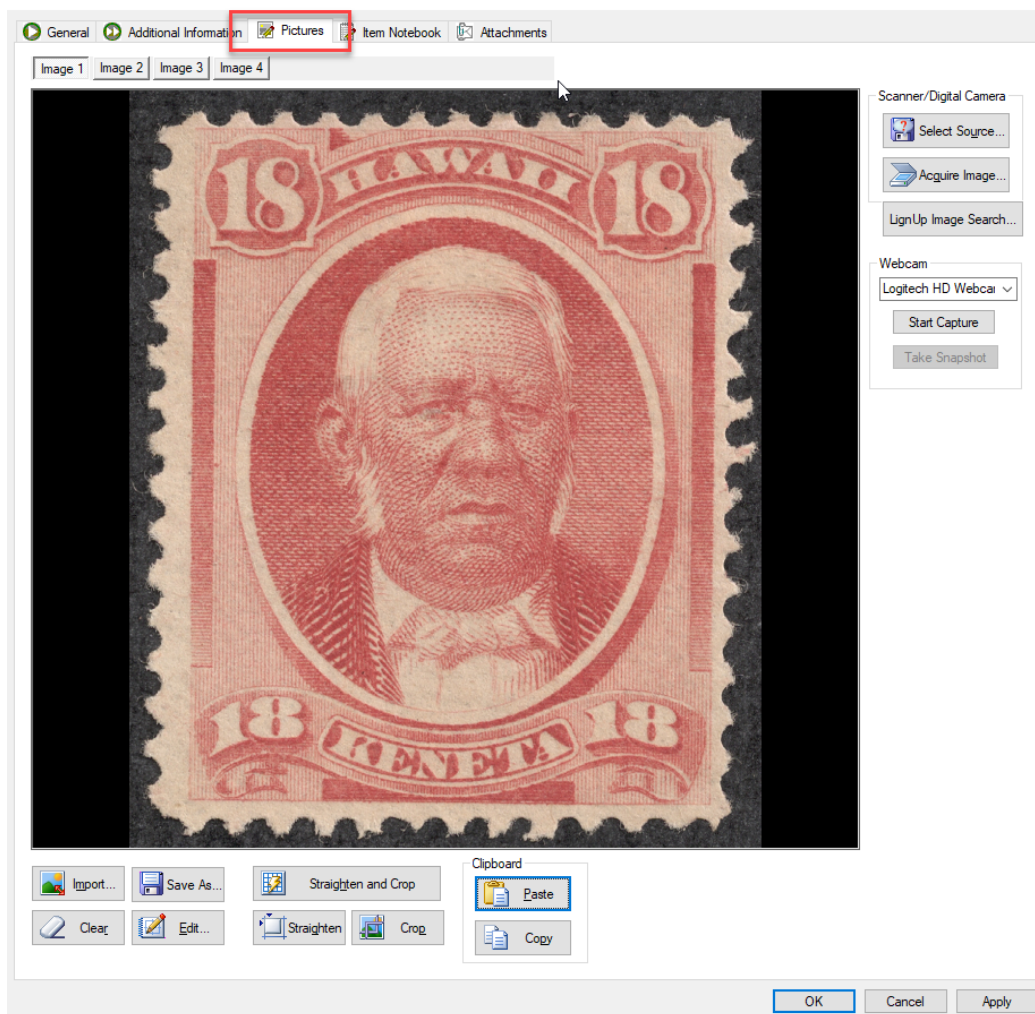 General Additional Information Pictures Item Notebook Attachments
Image 1 Image 2 Image 3 Image 4
Scanner/Digital Camera
Select Source...
Acquire Image...
LignUp Image Search...
Webcam
Logitech HD Webcar
Start Capture
Take Snapshot
18 HAWAII 18
18 KENETA 18
Import... Save As... Straighten and Crop
Clear Edit... Straighten Crop
Clipboard
Paste
Copy
OK Cancel Apply